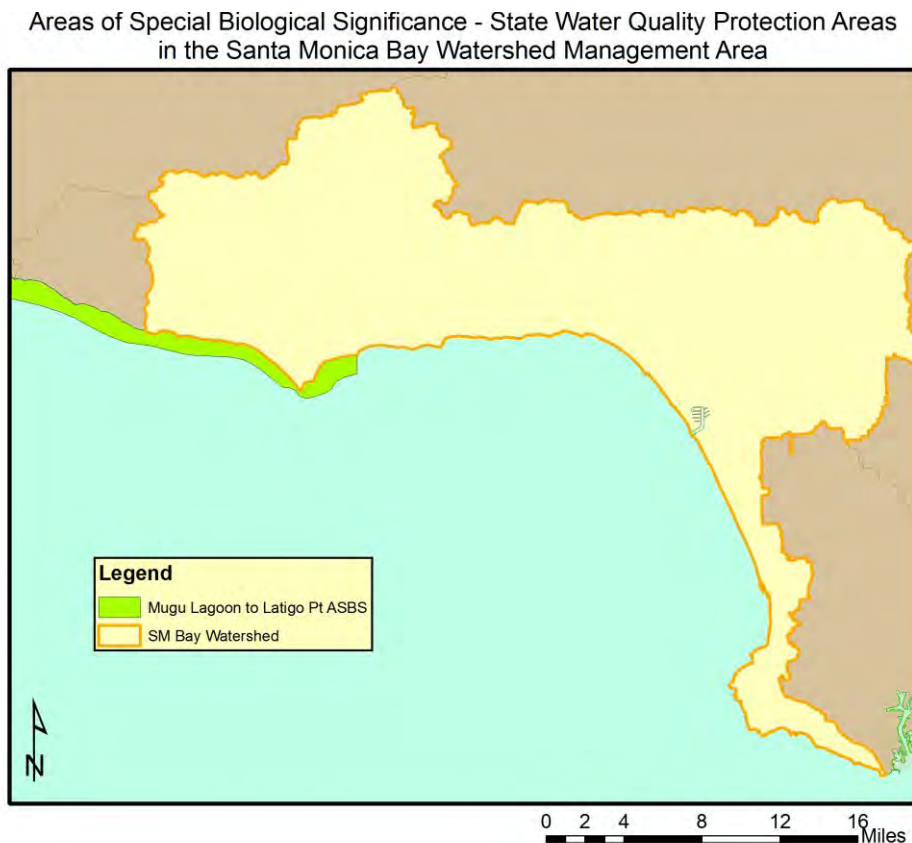 Areas of Special Biological Significance - State Water Quality Protection Areas
in the Santa Monica Bay Watershed Management Area
Legend
Mugu Lagoon to Latigo Pt ASBS
SM Bay Watershed
N
0 2 4 8 12 16
Miles